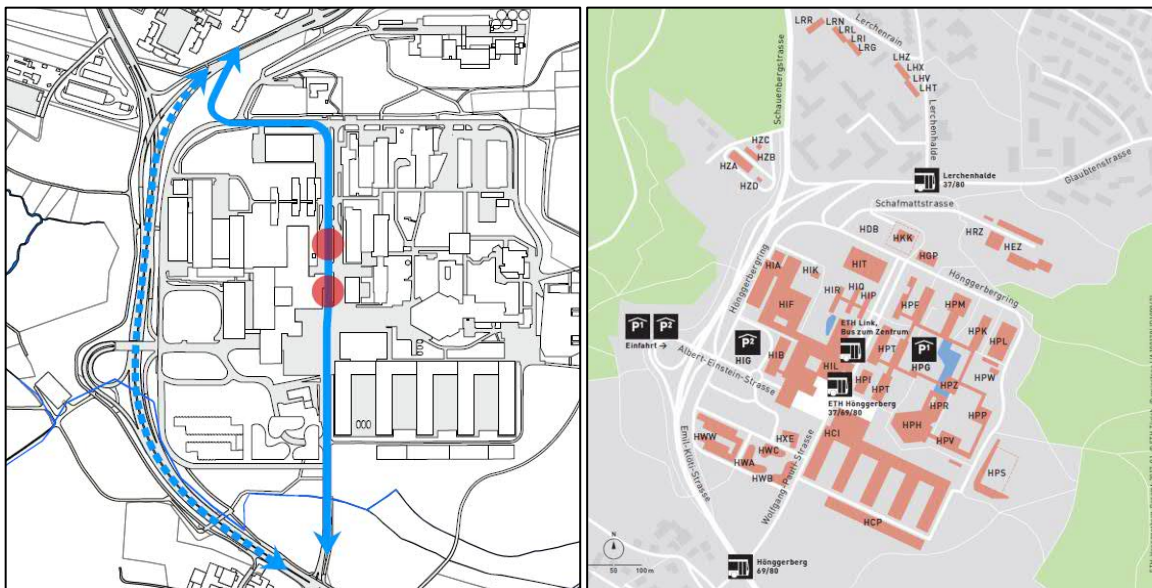 LRR
LRN
LRL
LRI
LRG
Lerchenrain
LHZ
LHX
LHV
LHT
Schauenbergstrasse
Lerchenhalde
HZC
HZB
HZA
HZD
Lerchenhalde
37/80
Glaubtenstrasse
Schafmattstrasse
HDB
HKK
HGP
HRZ
HEZ
Hönggerbergring
Hönggerbergring
HIA
HIK
HIT
HIR
HIQ
HIP
HIF
HPF
HPM
HPK
HPL
ETH Link,
Bus zum Zentrum
P1 P2
Einfahrt →
P2
HIG
HIB
HIL
HPT
P1
HPG
HPZ
HPW
Albert-Einstein-Strasse
HPI
HPT
ETH Hönggerberg
37/69/80
HPR
HPP
HPH
HPV
HPS
HWW
HXE
HCI
HWC
HWA
HWB
Emil-Klöti-Strasse
Wolfgang-Pauli-Strasse
HCP
N
50 100 m
Hönggerberg
69/80